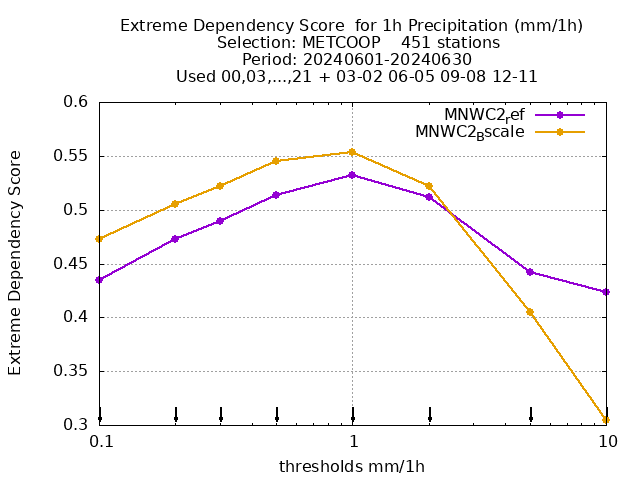 Extreme Dependency Score  for 1h Precipitation (mm/1h)
Selection: METCOOP    451 stations
Period: 20240601-20240630
Used 00,03,...,21 + 03-02 06-05 09-08 12-11
MNWC2ref
MNWC2Bscale
Extreme Dependency Score
0.6
0.55
0.5
0.45
0.4
0.35
0.3
0.1 1 10
thresholds mm/1h